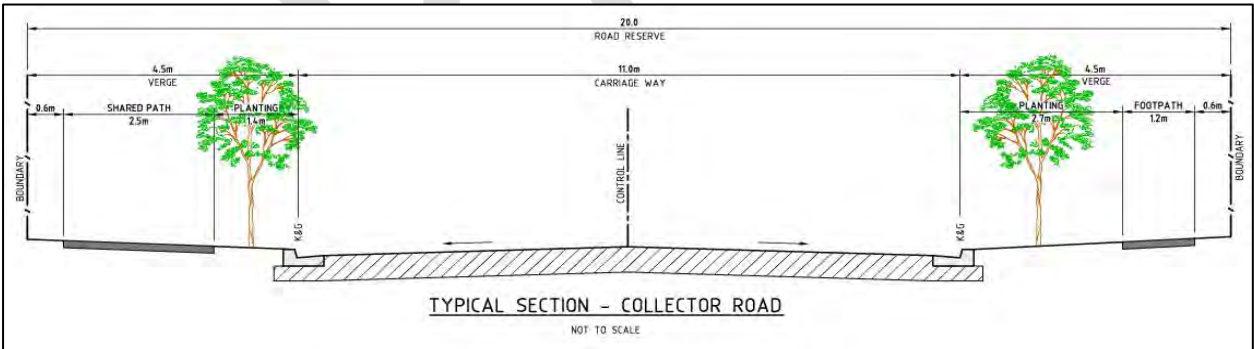 20.0
ROAD RESERVE
4.5m
VERGE
11.0m
CARRIAGE WAY
4.5m
VERGE
0.6m
SHARED PATH
2.5m
PLANTING
1.4m
PLANTING
2.7m
FOOTPATH
1.2m
0.6m
BOUNDARY
K&G
CONTROL LINE
K&G
BOUNDARY
TYPICAL SECTION - COLLECTOR ROAD
NOT TO SCALE